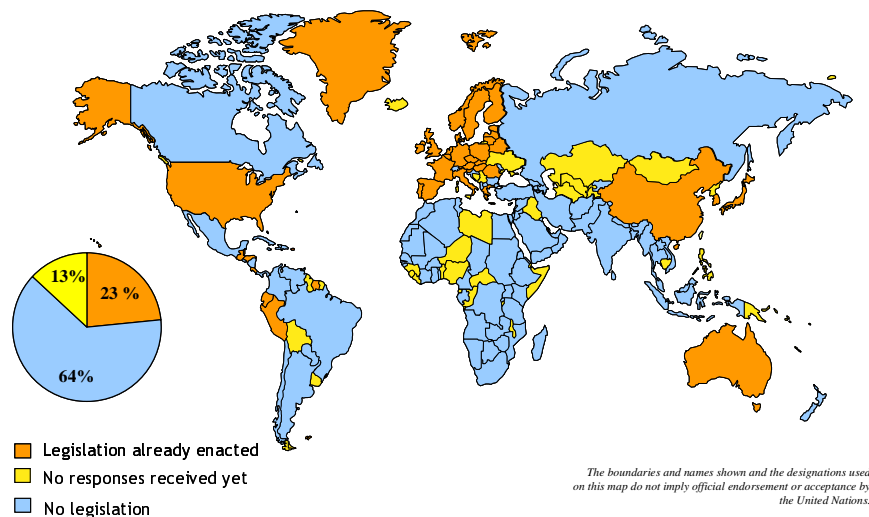 13%
23 %
64%
Legislation already enacted
No responses received yet
No legislation
The boundaries and names shown and the designations used
on this map do not imply official endorsement or acceptance by
the United Nations.